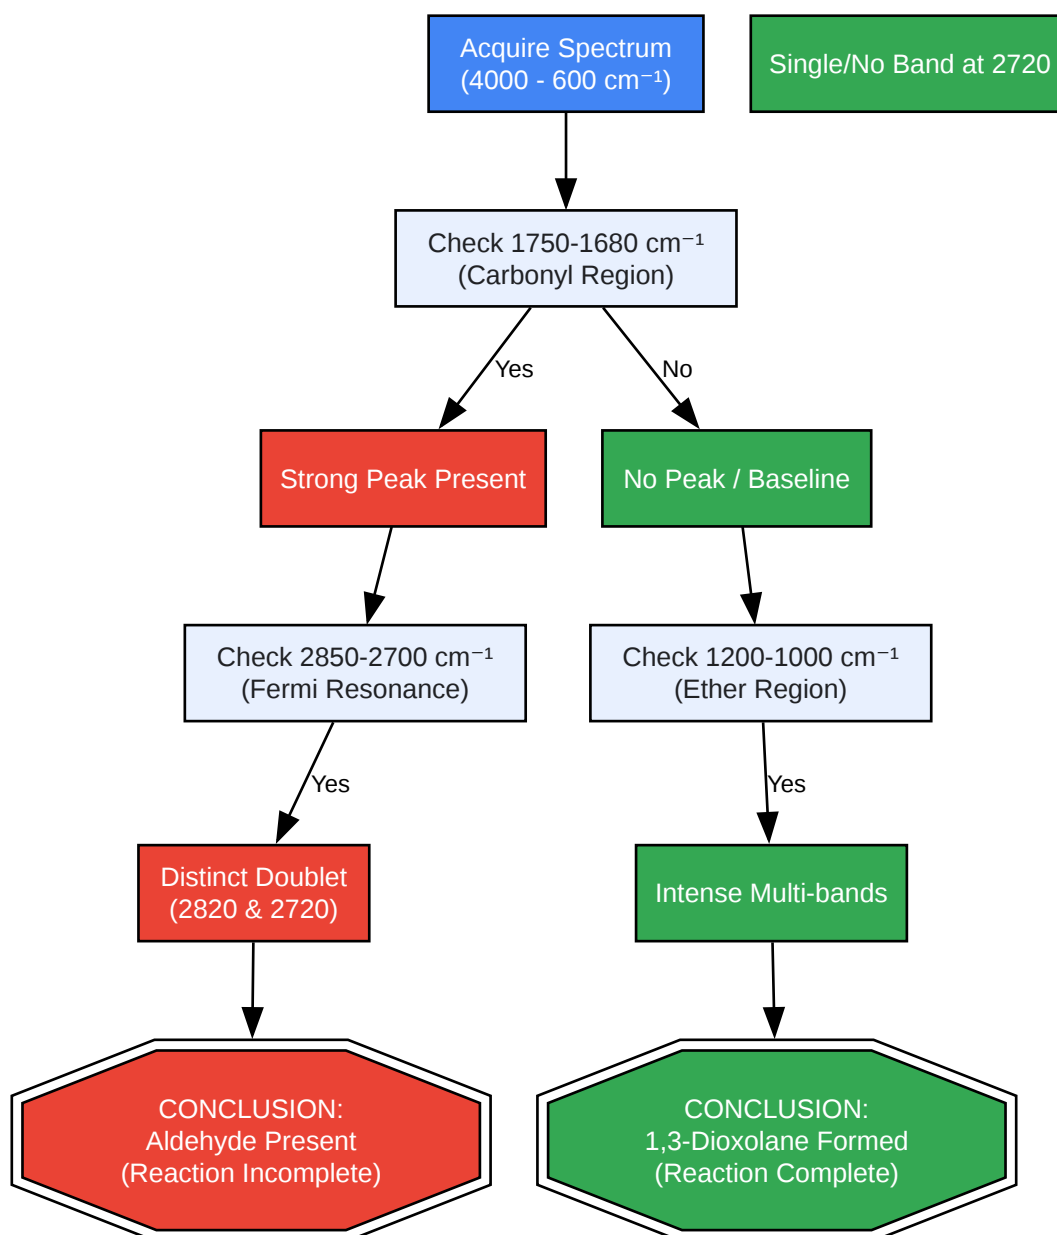 Acquire Spectrum
(4000 - 600 cm⁻¹)
Single/No Band at 2720
Check 1750-1680 cm⁻¹
(Carbonyl Region)
Yes
No
Strong Peak Present
No Peak / Baseline
Check 2850-2700 cm⁻¹
(Fermi Resonance)
Check 1200-1000 cm⁻¹
(Ether Region)
Yes
Yes
Distinct Doublet
(2820 & 2720)
Intense Multi-bands
CONCLUSION:
Aldehyde Present
(Reaction Incomplete)
CONCLUSION:
1,3-Dioxolane Formed
(Reaction Complete)